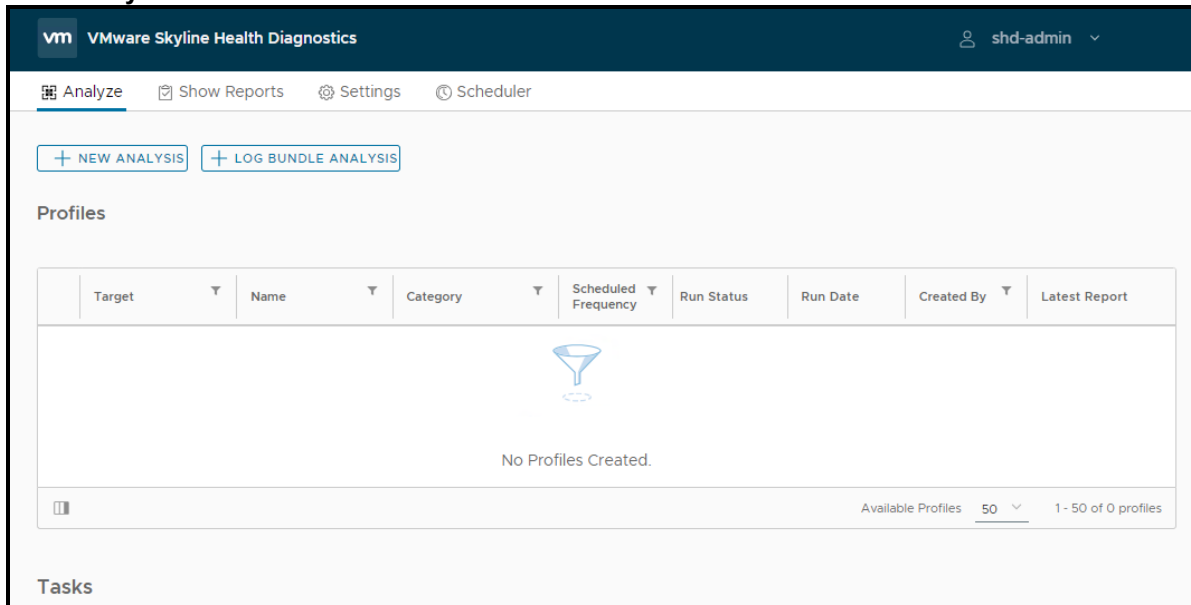 vm VMware Skyline Health Diagnostics shd-admin
Analyze Show Reports Settings Scheduler
NEW ANALYSIS LOG BUNDLE ANALYSIS
Profiles
Target Name Category Scheduled Frequency Run Status Run Date Created By Latest Report
No Profiles Created.
Available Profiles 50 1 - 50 of 0 profiles
Tasks